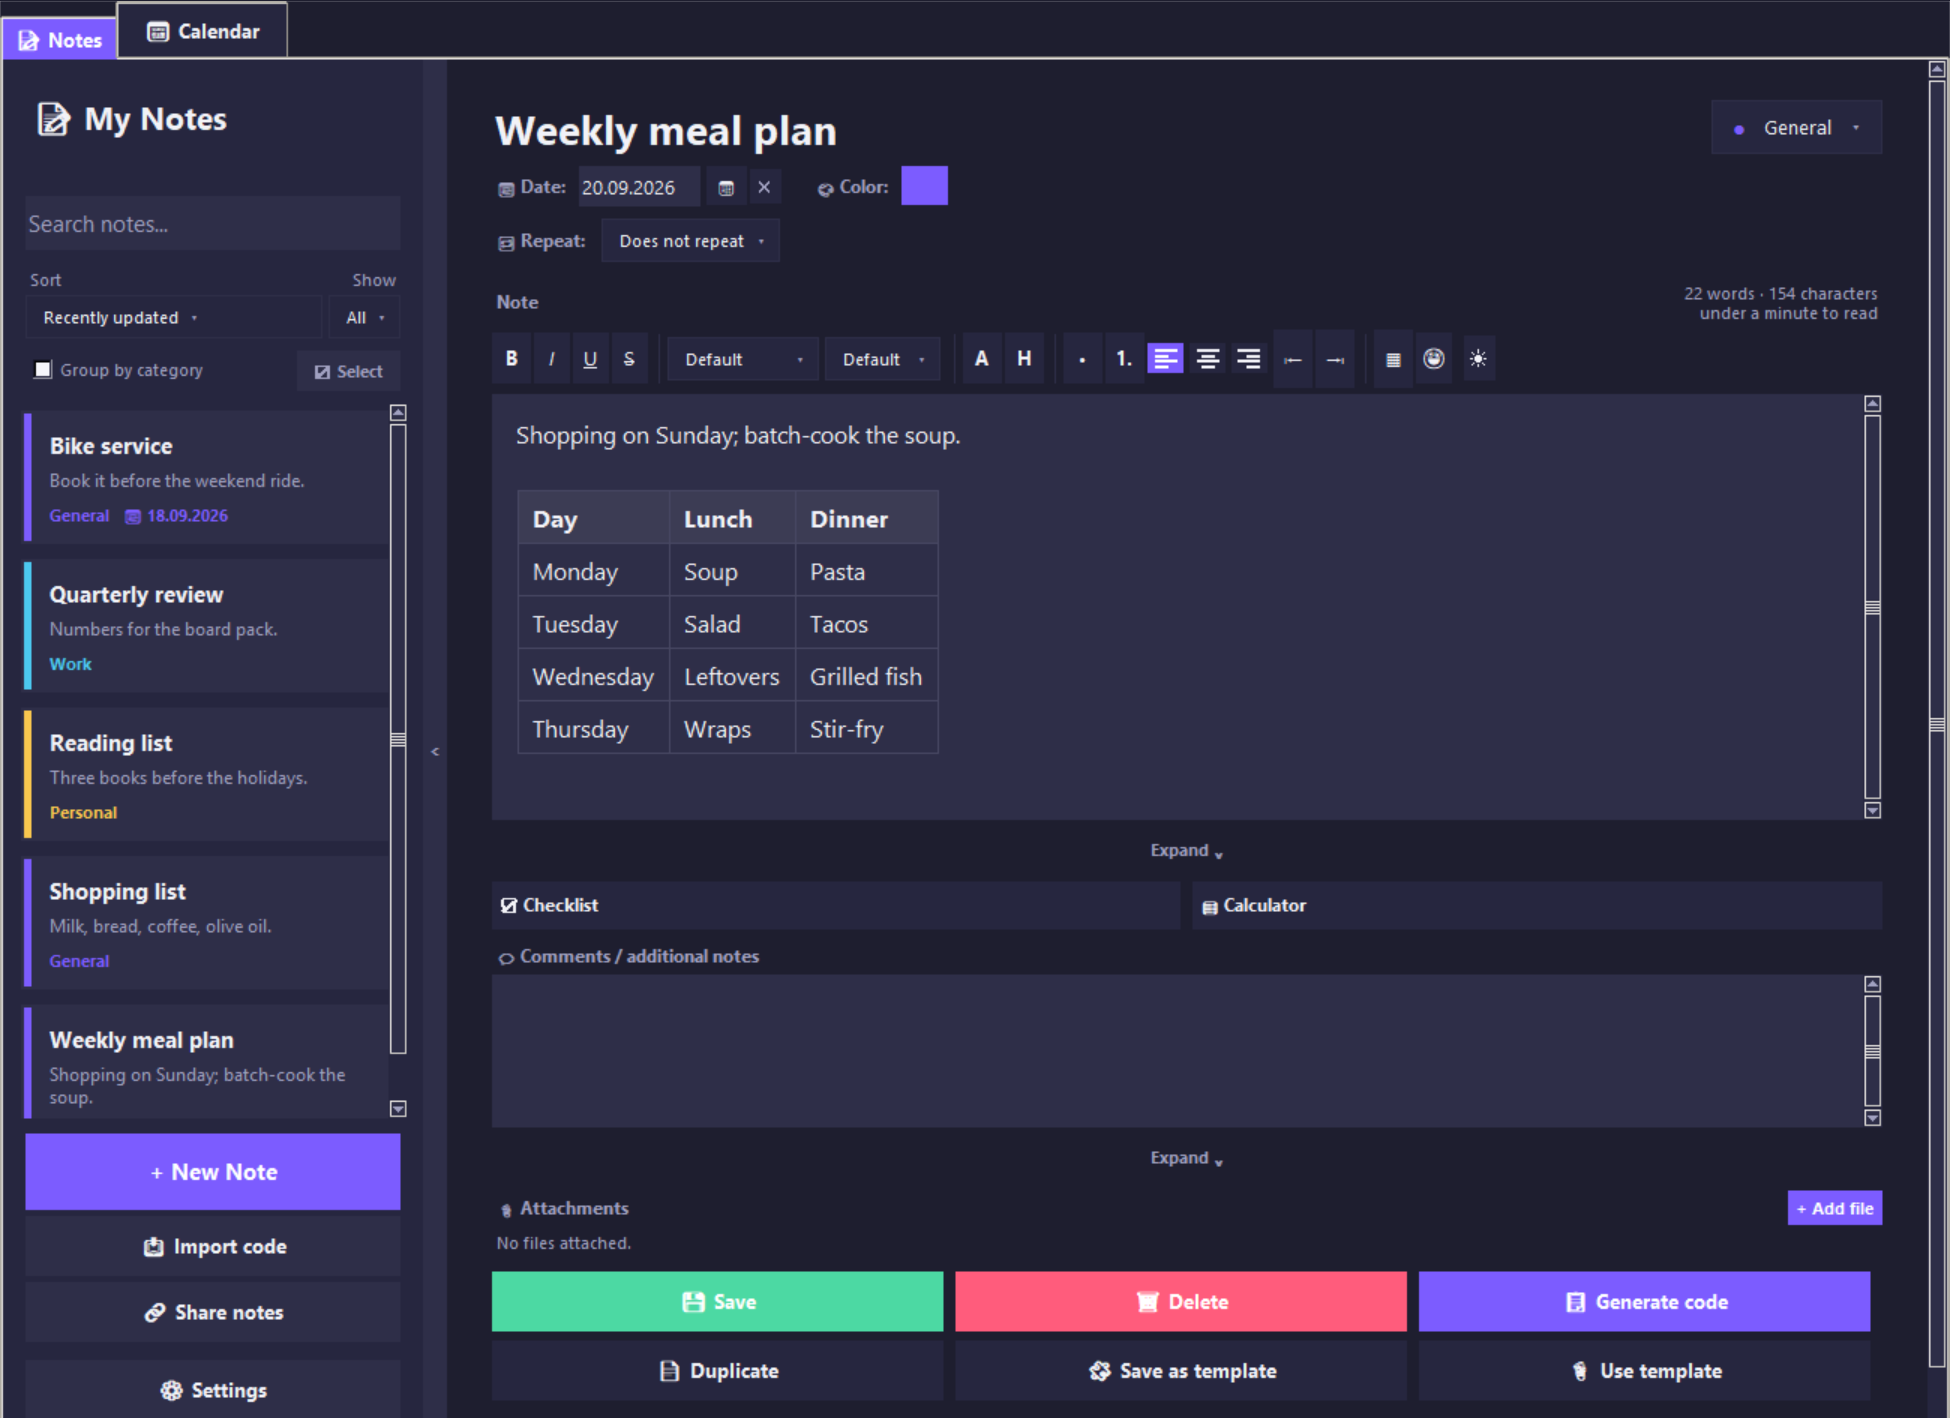 Notes
Calendar
My Notes
Search notes...
Sort
Show
Recently updated
All
Group by category
Select
Bike service
Book it before the weekend ride.
General 18.09.2026
Quarterly review
Numbers for the board pack.
Work
Reading list
Three books before the holidays.
Personal
Shopping list
Milk, bread, coffee, olive oil.
General
Weekly meal plan
Shopping on Sunday; batch-cook the
soup.
+ New Note
Import code
Share notes
Settings
Weekly meal plan
General
Date: 20.09.2026
Color:
Repeat: Does not repeat
Note
22 words · 154 characters
under a minute to read
B I U S Default Default A H • 1.
Shopping on Sunday; batch-cook the soup.
Day Lunch Dinner
Monday Soup Pasta
Tuesday Salad Tacos
Wednesday Leftovers Grilled fish
Thursday Wraps Stir-fry
Expand
Checklist
Calculator
Comments / additional notes
Expand
Attachments
+ Add file
No files attached.
Save
Delete
Generate code
Duplicate
Save as template
Use template